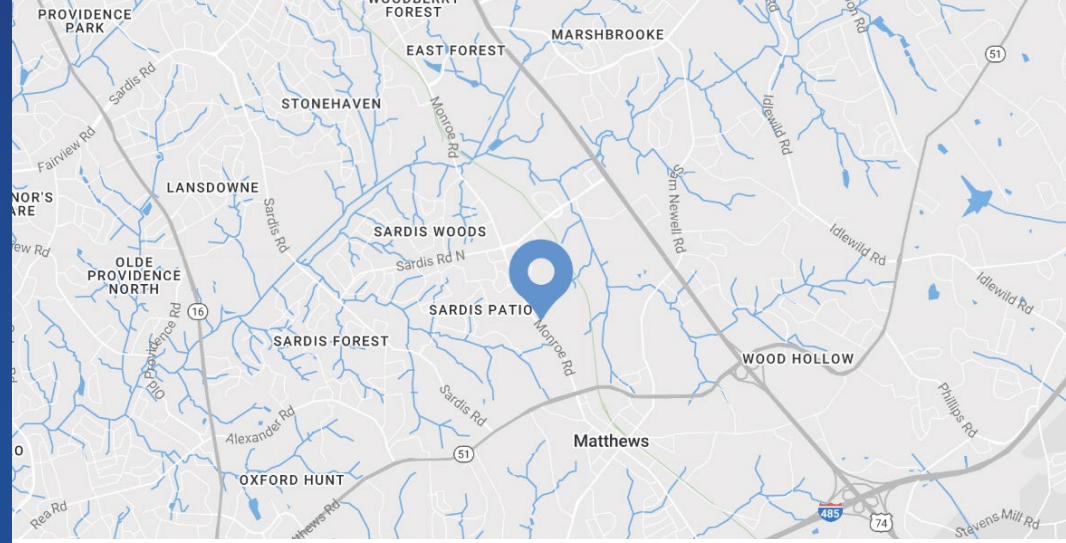 PROVIDENCE
PARK
WOODBERRY
FOREST
EAST FOREST
MARSHBROOKE
51
Sardis Rd
STONEHAVEN
Monroe Rd
Idlewild Rd
Fairview Rd
LANSDOWNE
NOR'S
ARE
Sardis Rd
SARDIS WOODS
Sam Newell Rd
ew Rd
Sardis Rd N
Idlewild Rd
OLDE
PROVIDENCE
NORTH
Idlewild Rd
16
SARDIS PATIO
Old Providence Rd
SARDIS FOREST
Monroe Rd
WOOD HOLLOW
Sardis Rd
Phillips Rd
Alexander Rd
Matthews
O
51
OXFORD HUNT
Rea Rd
thews Rd
485
74
Stevens Mill Rd